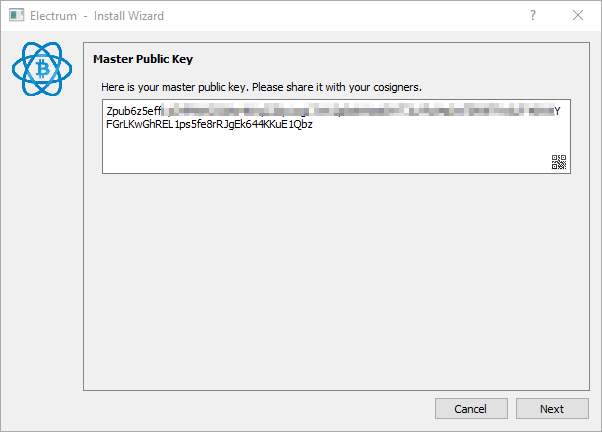 Electrum - Install Wizard
Master Public Key
Here is your master public key. Please share it with your cosigners.
Zpub6z5eff
Y
FGrLKwGhREL1ps5fe8rRJgEk644KKuE1Qbz
Cancel
Next